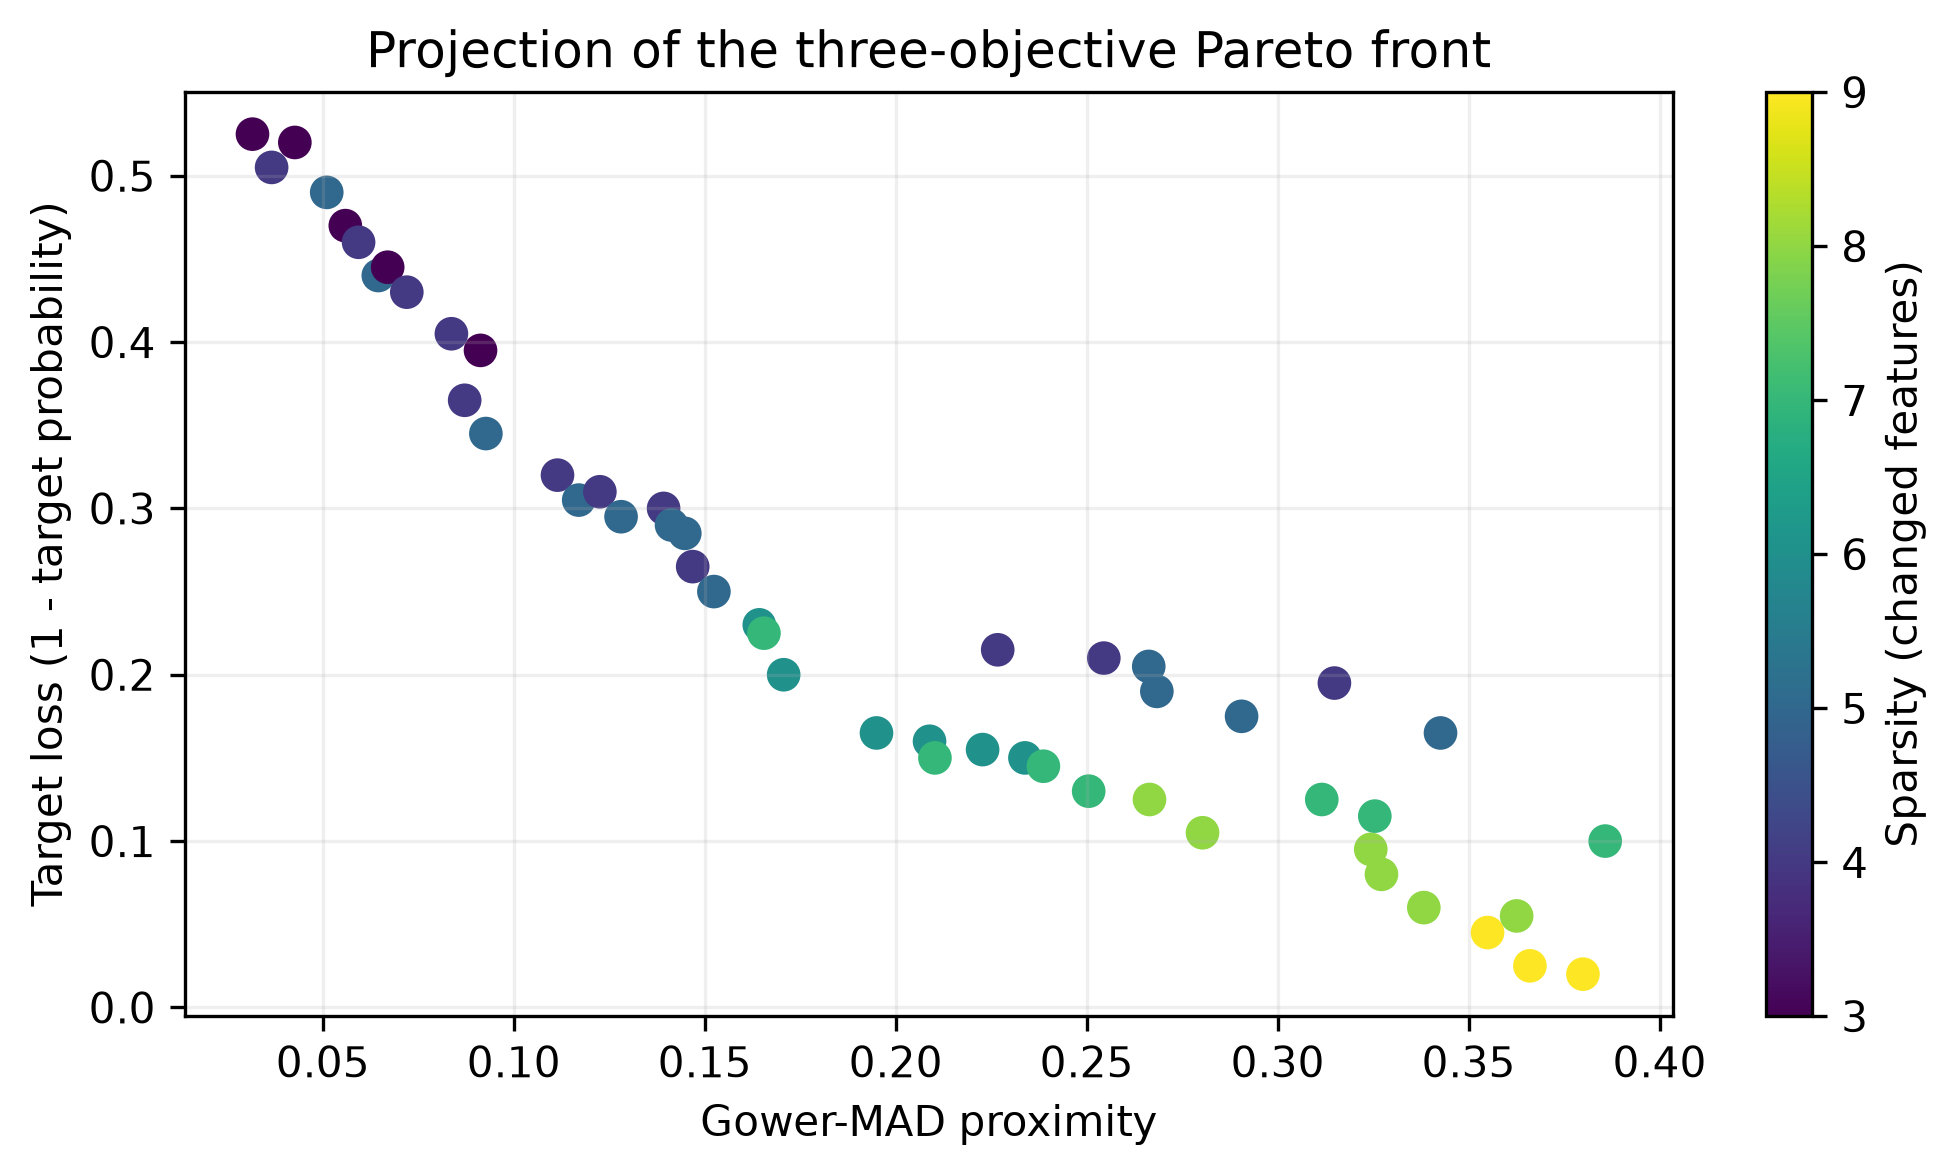 Projection of the three-objective Pareto front
Target loss (1 - target probability)
0.5
0.4
0.3
0.2
0.1
0.0
0.05 0.10 0.15 0.20 0.25 0.30 0.35 0.40
Gower-MAD proximity
9
8
7
6
5
4
3
Sparsity (changed features)